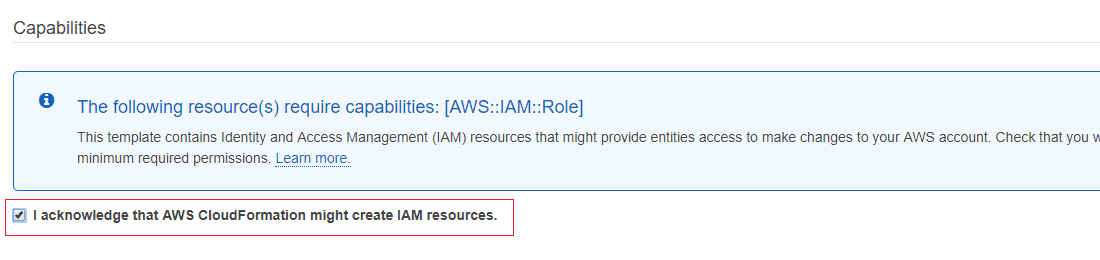 Capabilities
The following resource(s) require capabilities: [AWS::IAM::Role]
This template contains Identity and Access Management (IAM) resources that might provide entities access to make changes to your AWS account. Check that you
minimum required permissions. Learn more.
I acknowledge that AWS CloudFormation might create IAM resources.